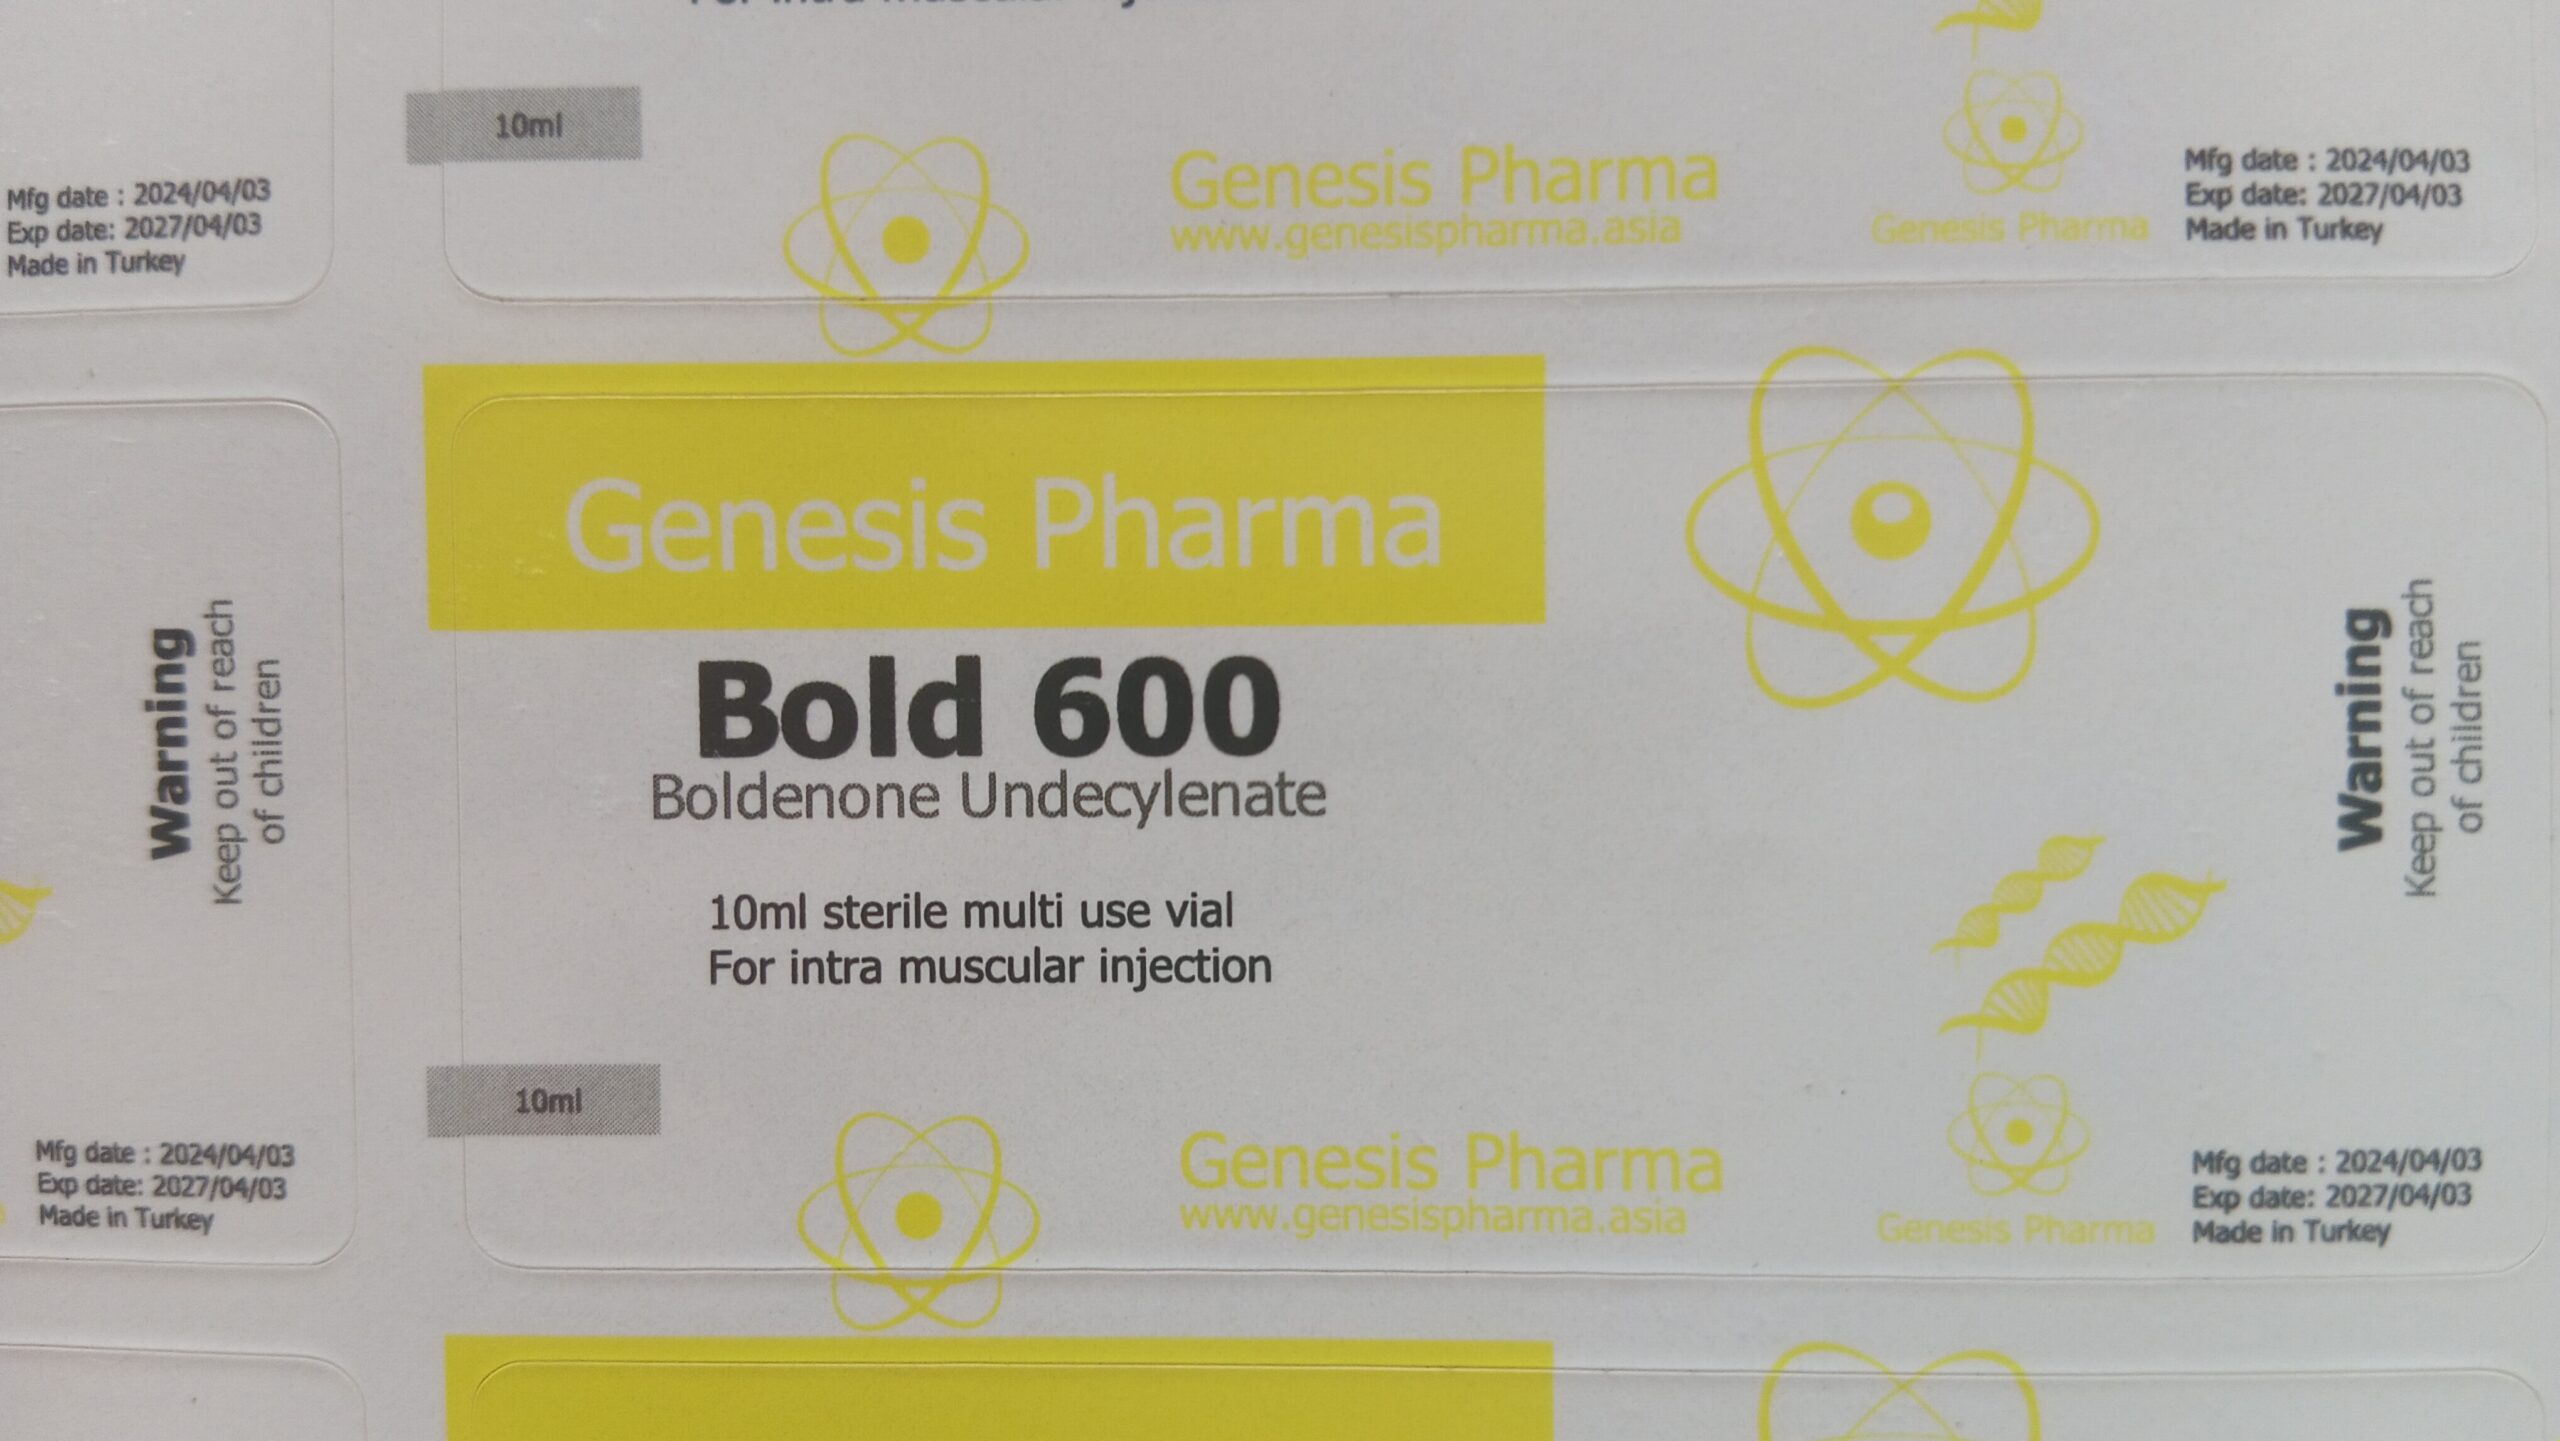 10ml
Mfg date : 2024/04/03
Exp date: 2027/04/03
Made in Turkey
Genesis Pharma
www.genesispharma.asia
Genesis Pharma
Mfg date : 2024/04/03
Exp date: 2027/04/03
Made in Turkey
Warning
Keep out of reach
of children
Mfg date : 2024/04/03
Exp date: 2027/04/03
Made in Turkey
Genesis Pharma
Bold 600
Boldenone Undecylenate
10ml sterile multi use vial
For intra muscular injection
10ml
Genesis Pharma
www.genesispharma.asia
Genesis Pharma
Warning
Keep out of reach
of children
Mfg date : 2024/04/03
Exp date: 2027/04/03
Made in Turkey